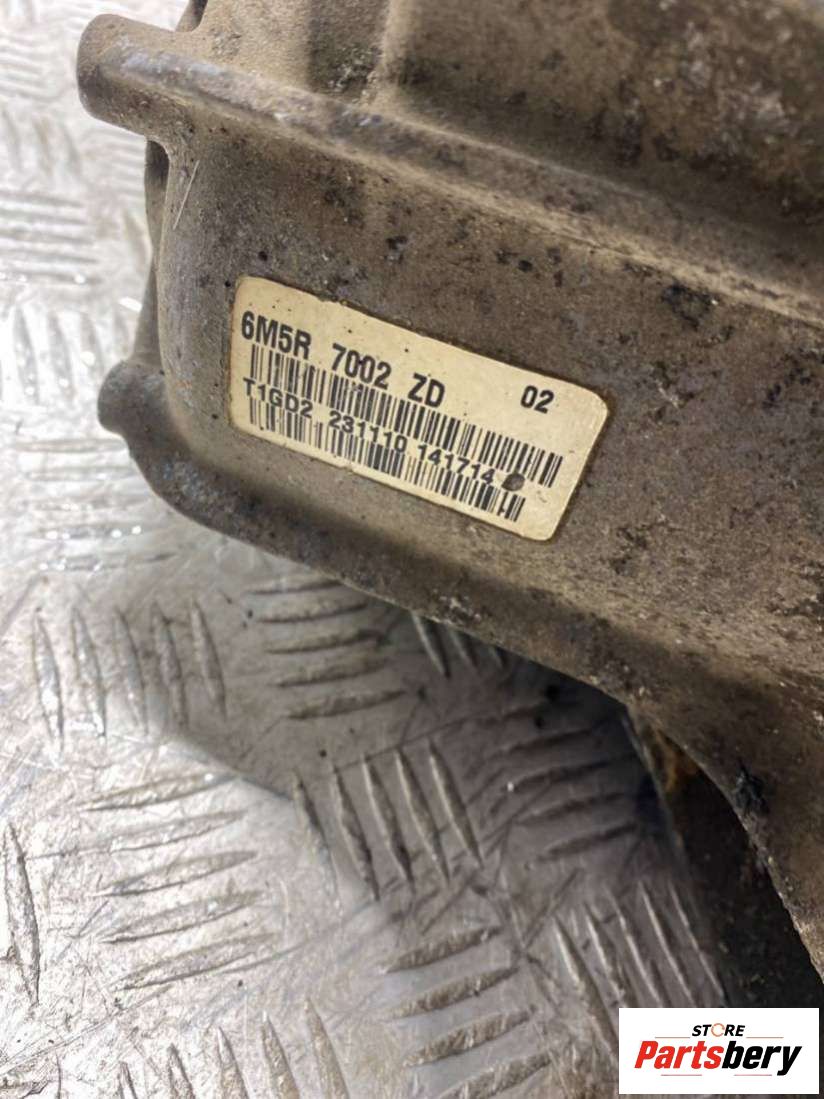 6M5R 7002 ZD 02
T1GD2 231110 141714
STORE
Partsbery